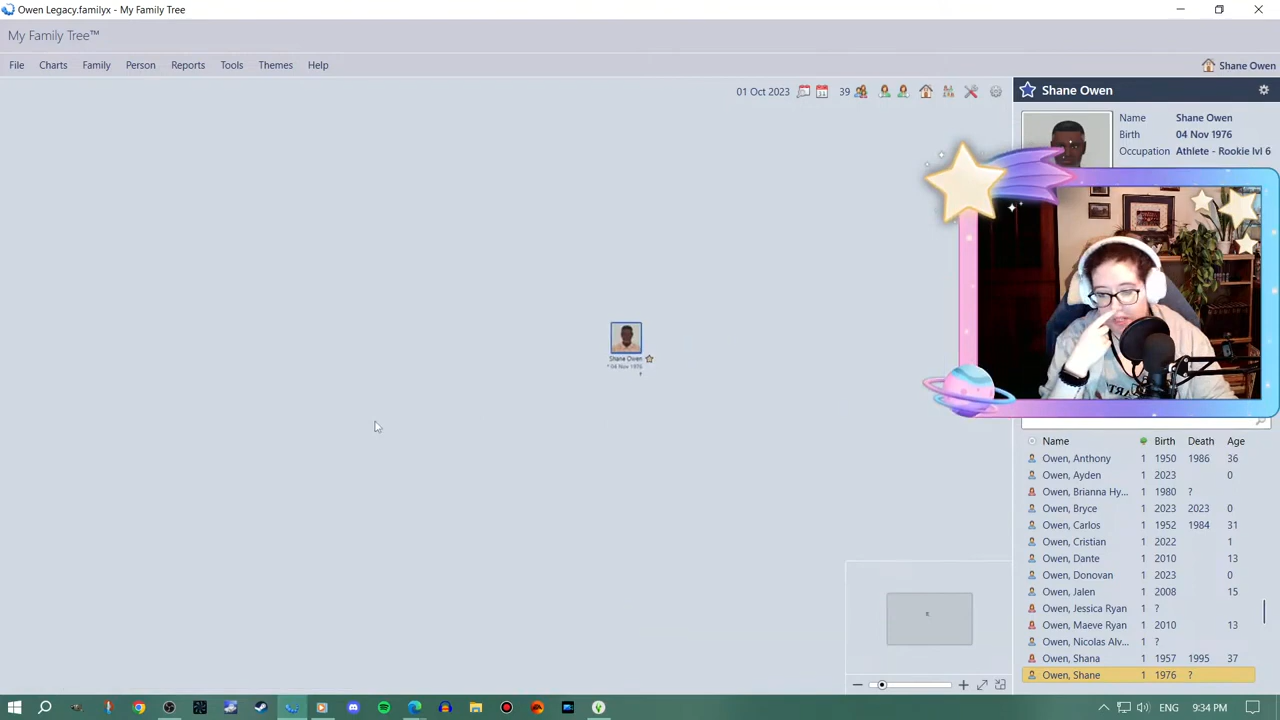 Owen Legacy.familyx - My Family Tree
My Family Tree™
File Charts Family Person Reports Tools Themes Help
Shane Owen
01 Oct 2023 39
Shane Owen
Name Shane Owen
Birth 04 Nov 1976
Occupation Athlete - Rookie lvl 6
Shane Owen
* 04 Nov 1976
Name Birth Death Age
Owen, Anthony 1 1950 1986 36
Owen, Ayden 1 2023 0
Owen, Brianna Hy... 1 1980 ?
Owen, Bryce 1 2023 2023 0
Owen, Carlos 1 1952 1984 31
Owen, Cristian 1 2022 1
Owen, Dante 1 2010 13
Owen, Donovan 1 2023 0
Owen, Jalen 1 2008 15
Owen, Jessica Ryan 1 ?
Owen, Maeve Ryan 1 2010 13
Owen, Nicolas Alv... 1 ?
Owen, Shana 1 1957 1995 37
Owen, Shane 1 1976 ?
ENG 9:34 PM